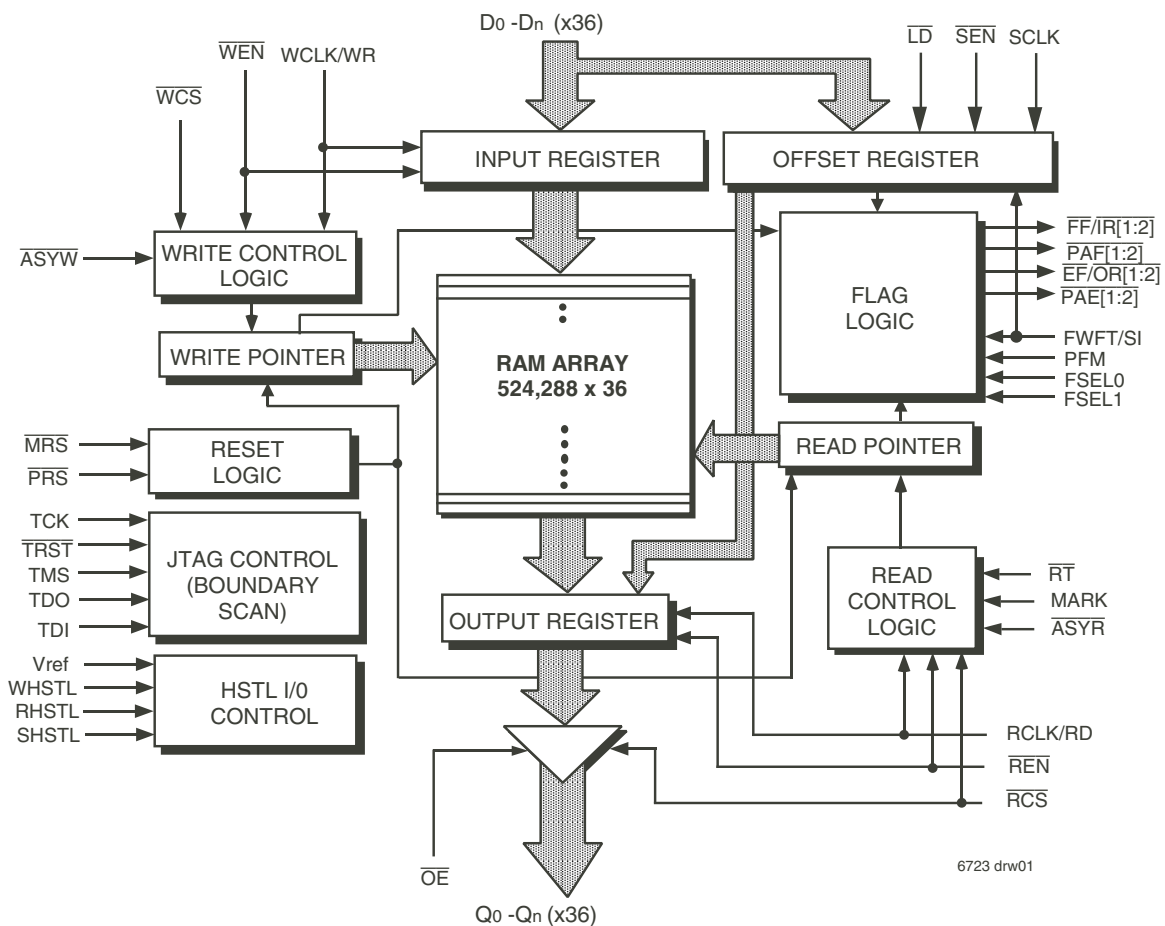 D0 -Dn (x36)
WEN
WCLK/WR
LD
SEN
SCLK
WCS
INPUT REGISTER
OFFSET REGISTER
ASYW
WRITE CONTROL
LOGIC
FF/IR[1:2]
PAF[1:2]
EF/OR[1:2]
PAE[1:2]
FLAG
LOGIC
WRITE POINTER
RAM ARRAY
524,288 x 36
FWFT/SI
PFM
FSEL0
FSEL1
MRS
PRS
RESET
LOGIC
READ POINTER
TCK
TRST
TMS
TDO
TDI
JTAG CONTROL
(BOUNDARY
SCAN)
READ
CONTROL
LOGIC
RT
MARK
ASYR
OUTPUT REGISTER
Vref
WHSTL
RHSTL
SHSTL
HSTL I/0
CONTROL
RCLK/RD
REN
RCS
OE
6723 drw01
Q0 -Qn (x36)